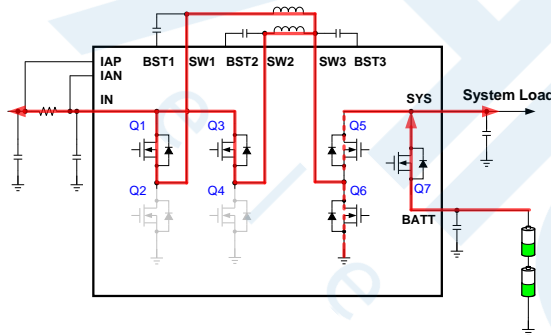 IAP
IAN
BST1 SW1 BST2 SW2 SW3 BST3
IN
SYS
System Load
Q1
Q3
Q5
Q2
Q4
Q6
Q7
BATT